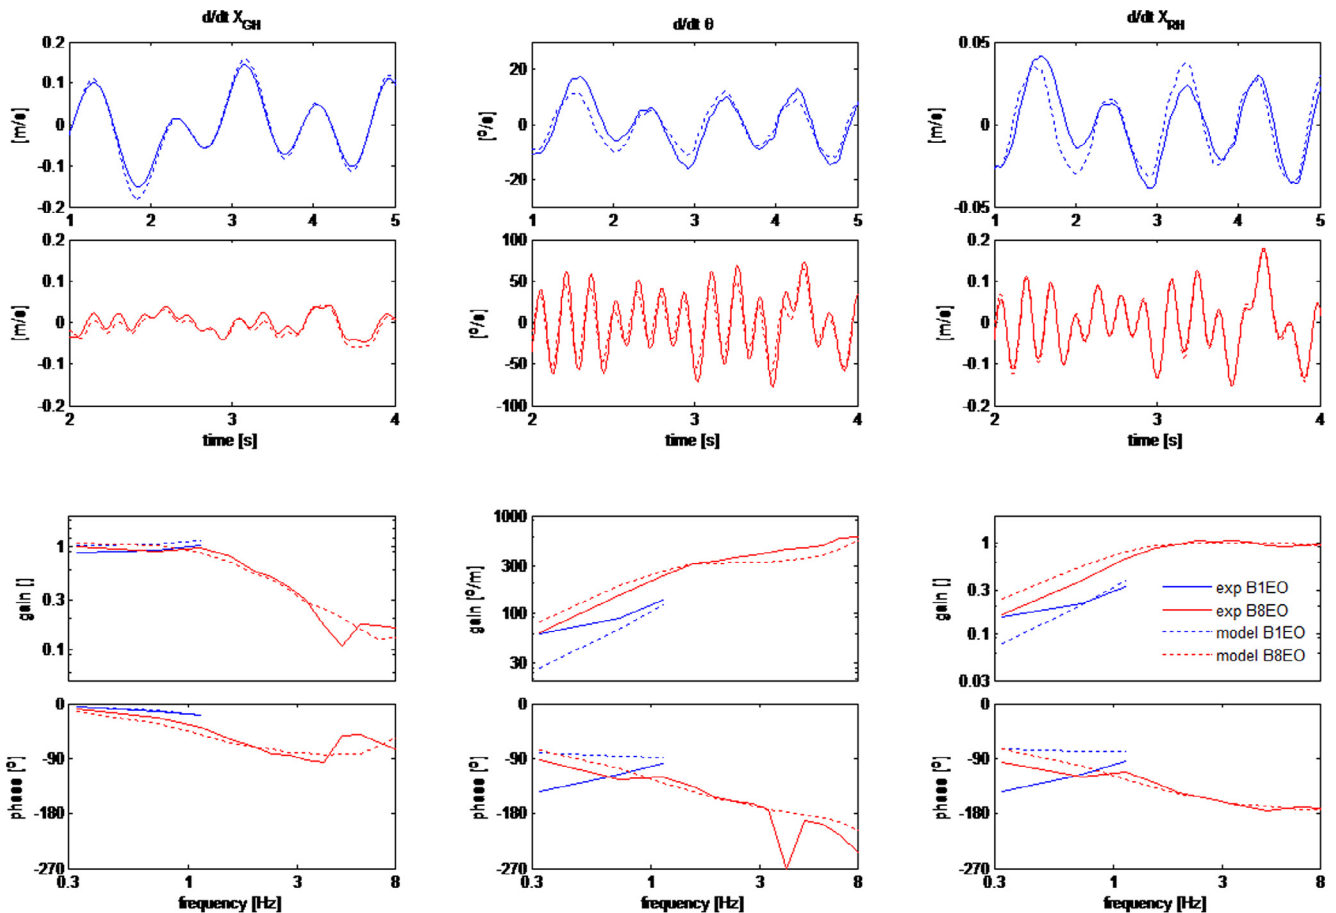 d/dt X_GH
d/dt θ
d/dt X_RH
0.2
0.1
0
-0.1
-0.2
[m/s]
1 2 3 4 5
20
0
-20
[°/s]
1 2 3 4 5
0.05
0
-0.05
[m/s]
1 2 3 4 5
0.2
0.1
0
-0.1
-0.2
[m/s]
2 3 4
time [s]
100
50
0
-50
-100
[°/s]
2 3 4
time [s]
0.2
0.1
0
-0.1
-0.2
[m/s]
2 3 4
time [s]
1
0.3
0.1
gain []
1000
300
100
30
gain [°/m]
1
0.3
0.1
0.03
gain []
exp B1EO
exp B8EO
model B1EO
model B8EO
0
-90
-180
-270
phase [°]
0.3 1 3 8
frequency [Hz]
0
-90
-180
-270
phase [°]
0.3 1 3 8
frequency [Hz]
0
-90
-180
-270
phase [°]
0.3 1 3 8
frequency [Hz]